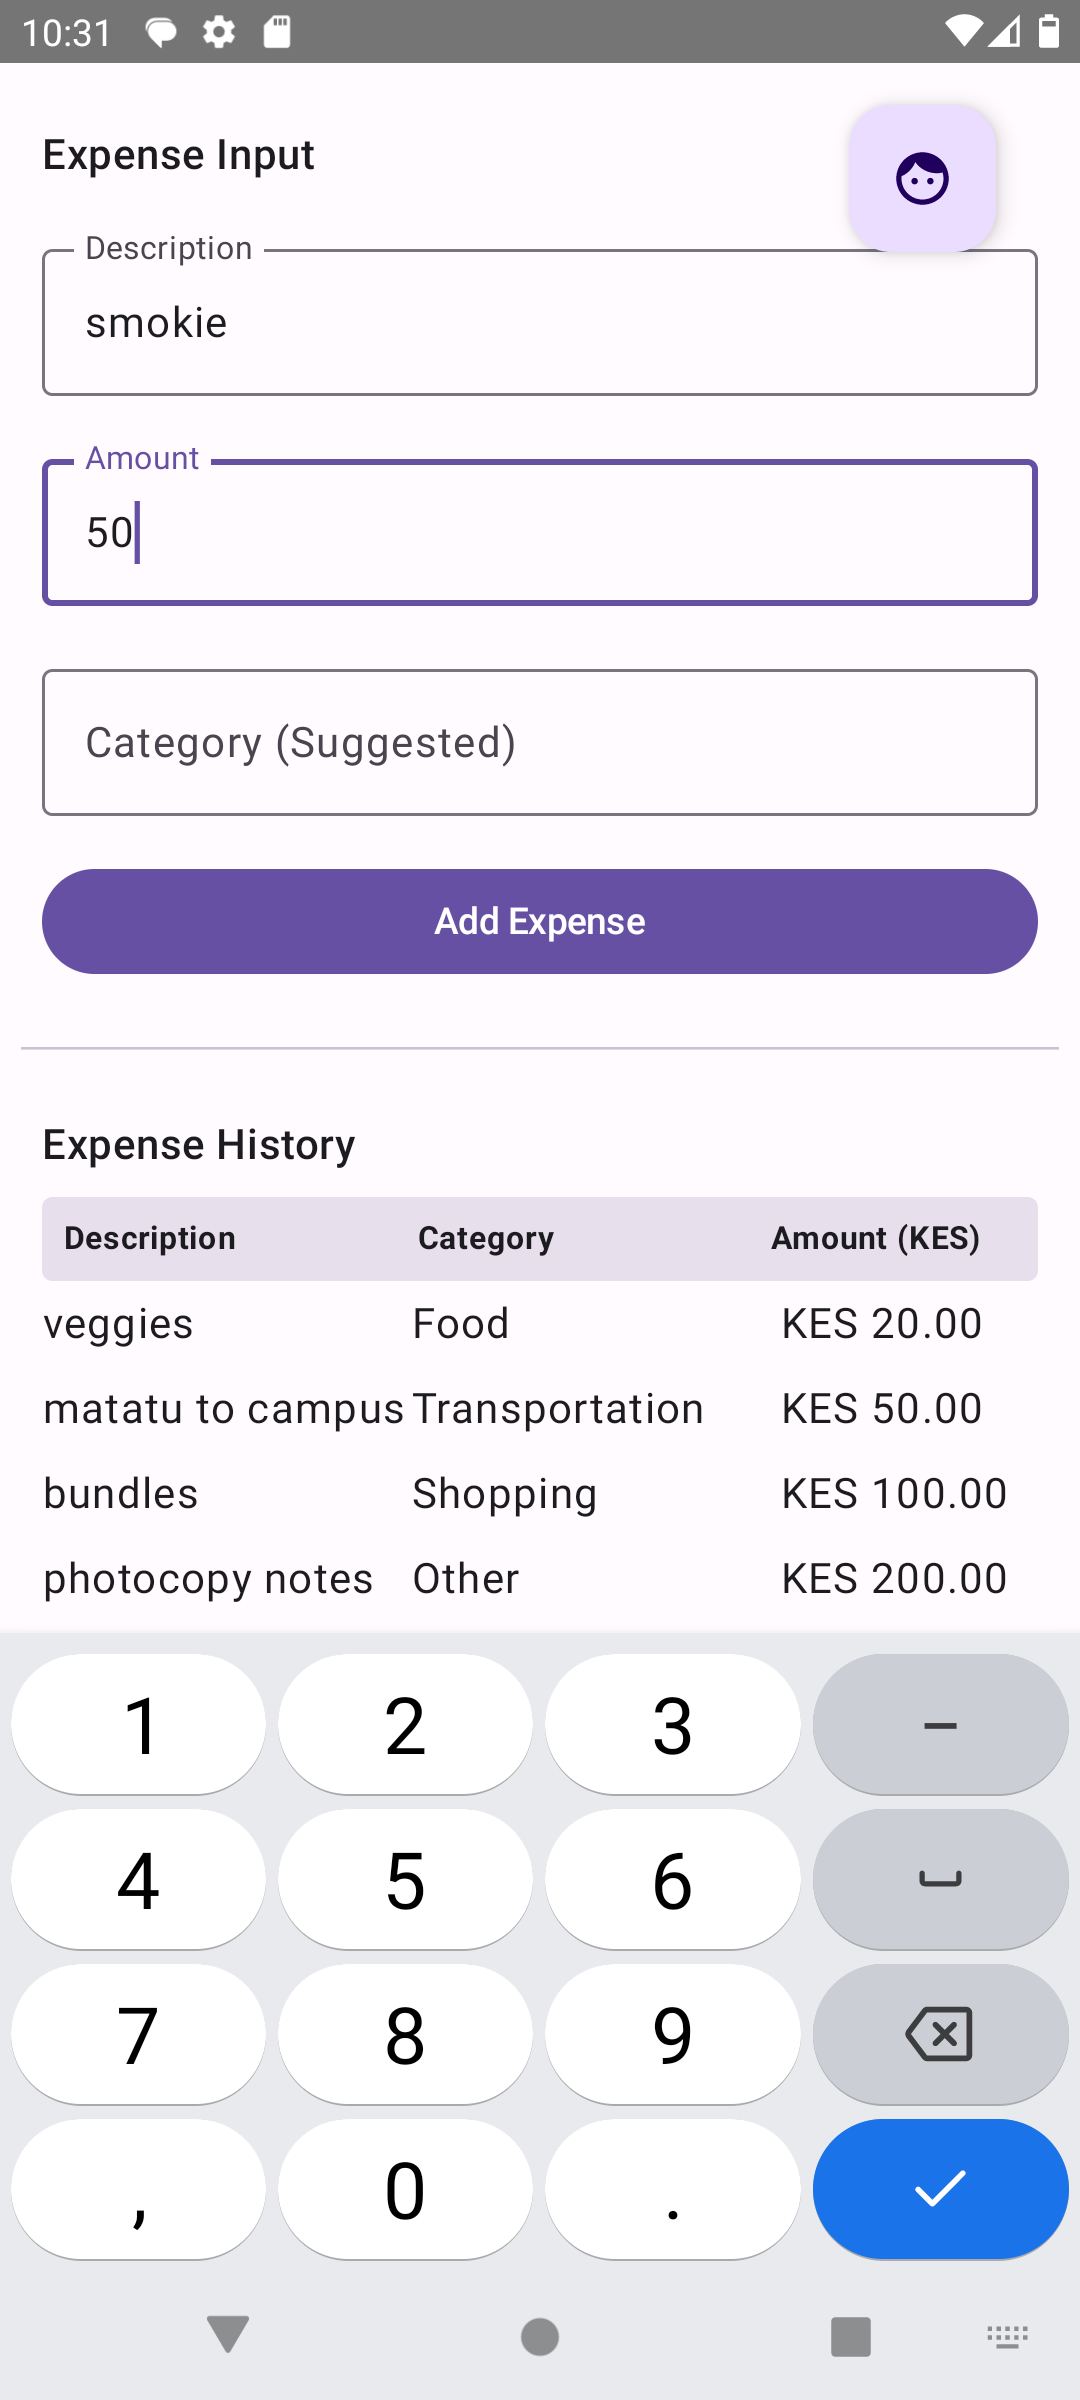 10:31
Expense Input
Description
smokie
Amount
50
Category (Suggested)
Add Expense
Expense History
Description Category Amount (KES)
veggies Food KES 20.00
matatu to campus Transportation KES 50.00
bundles Shopping KES 100.00
photocopy notes Other KES 200.00
1 2 3 –
4 5 6
7 8 9
, 0 .